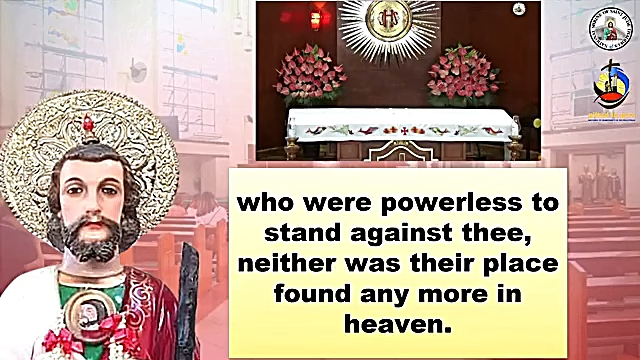 who were powerless to
stand against thee,
neither was their place
found any more in
heaven.